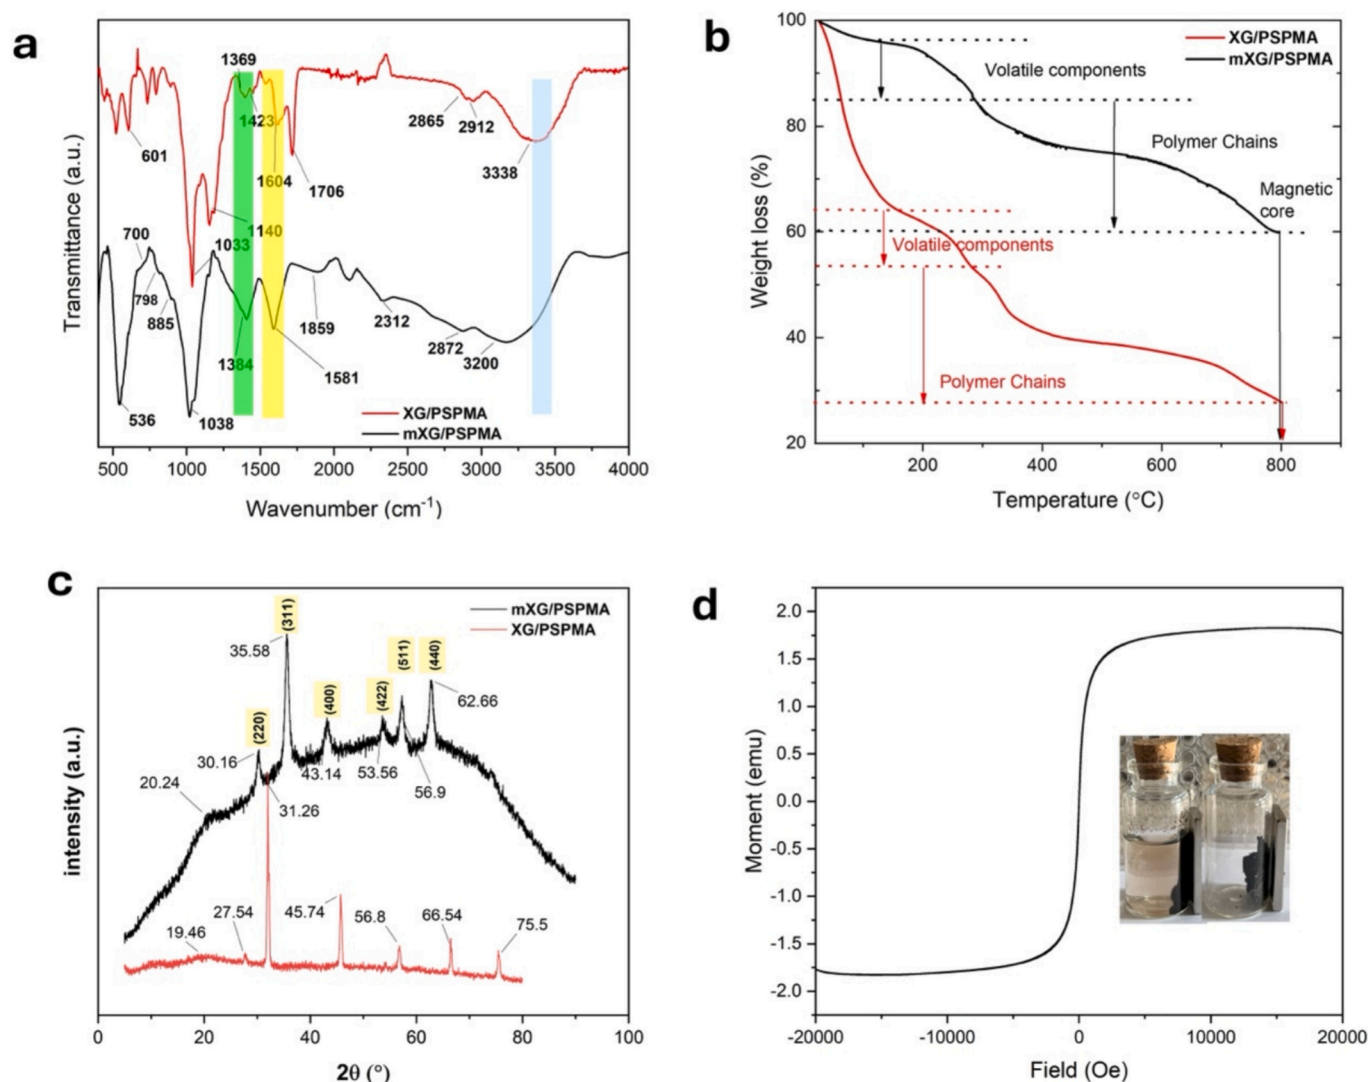 a
1369
1423
601
2865
2912
3338
1604
1706
1140
1033
700
798
885
1859
2312
2872
3200
1384
1581
536
1038
XG/PSPMA
mXG/PSPMA
Transmittance (a.u.)
500 1000 1500 2000 2500 3000 3500 4000
Wavenumber (cm-1)
b
100
80
60
40
20
Weight loss (%)
XG/PSPMA
mXG/PSPMA
Volatile components
Polymer Chains
Magnetic
core
Volatile components
Polymer Chains
200 400 600 800
Temperature (°C)
c
mXG/PSPMA
XG/PSPMA
(311)
35.58
(511)
(440)
(400)
(422)
(220)
62.66
30.16
20.24
43.14
53.56
56.9
31.26
27.54
45.74
56.8
66.54
75.5
19.46
intensity (a.u.)
0 20 40 60 80 100
2θ (°)
d
2.0
1.5
1.0
0.5
0.0
-0.5
-1.0
-1.5
-2.0
Moment (emu)
-20000 -10000 0 10000 20000
Field (Oe)